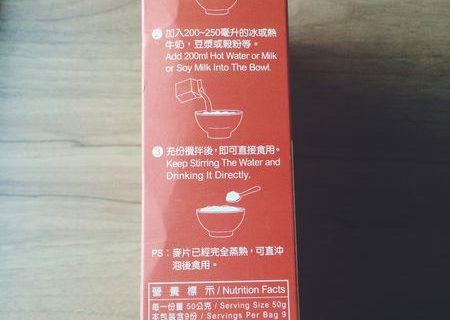 ② 加入200~250毫升的冰或熱
牛奶，豆漿或穀粉等。
Add 200ml Hot Water or Milk
or Soy Milk Into The Bowl.
③ 充份攪拌後，即可直接食用。
Keep Stirring The Water and
Drinking It Directly.
PS：麥片已經完全蒸熟，可直沖
泡後食用。
營養標示/Nutrition Facts
每一份量 50公克/Serving Size 50g
本包裝含9份/Servings Per Bag 9